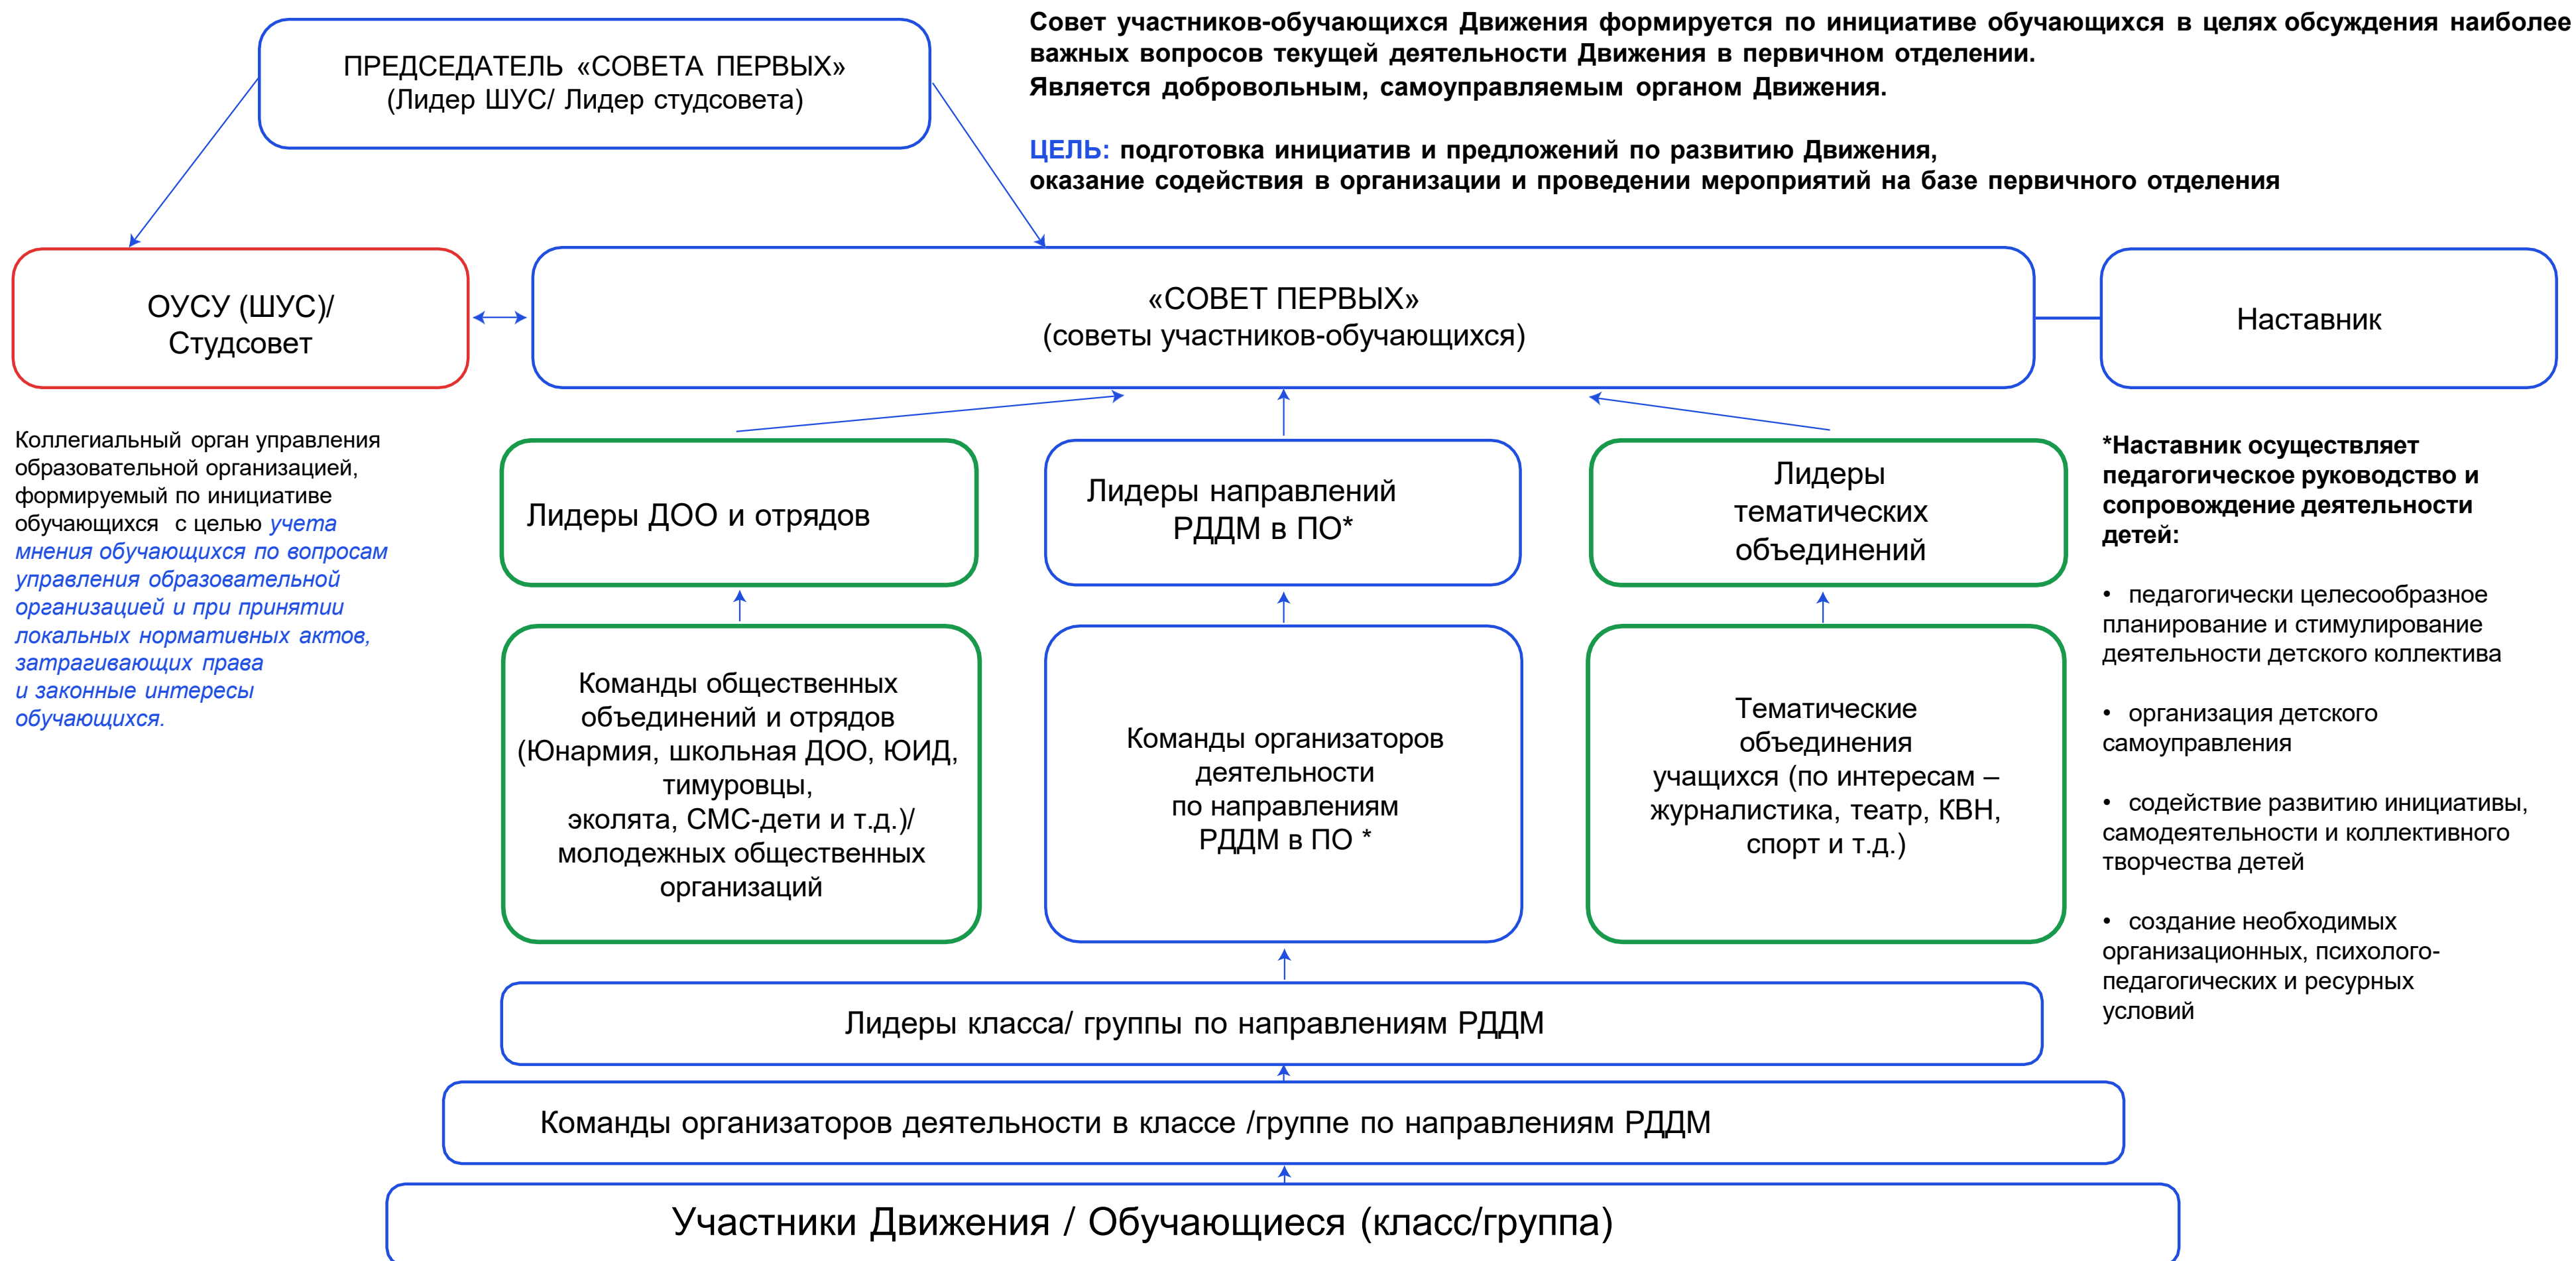 Совет участников-обучающихся Движения формируется по инициативе обучающихся в целях обсуждения наиболее
важных вопросов текущей деятельности Движения в первичном отделении.
Является добровольным, самоуправляемым органом Движения.
ЦЕЛЬ: подготовка инициатив и предложений по развитию Движения,
оказание содействия в организации и проведении мероприятий на базе первичного отделения
ПРЕДСЕДАТЕЛЬ «СОВЕТА ПЕРВЫХ»
(Лидер ШУС/ Лидер студсовета)
ОУСУ (ШУС)/
Студсовет
«СОВЕТ ПЕРВЫХ»
(советы участников-обучающихся)
Наставник
Коллегиальный орган управления
образовательной организацией,
формируемый по инициативе
обучающихся с целью учета
мнения обучающихся по вопросам
управления образовательной
организацией и при принятии
локальных нормативных актов,
затрагивающих права
и законные интересы
обучающихся.
Лидеры ДОО и отрядов
Лидеры направлений
РДДМ в ПО*
Лидеры
тематических
объединений
Команды общественных
объединений и отрядов
(Юнармия, школьная ДОО, ЮИД,
тимуровцы,
эколята, СМС-дети и т.д.)/
молодежных общественных
организаций
Команды организаторов
деятельности
по направлениям
РДДМ в ПО *
Тематические
объединения
учащихся (по интересам –
журналистика, театр, КВН,
спорт и т.д.)
*Наставник осуществляет
педагогическое руководство и
сопровождение деятельности
детей:
• педагогически целесообразное
планирование и стимулирование
деятельности детского коллектива
• организация детского
самоуправления
• содействие развитию инициативы,
самодеятельности и коллективного
творчества детей
• создание необходимых
организационных, психолого-
педагогических и ресурсных
условий
Лидеры класса/ группы по направлениям РДДМ
Команды организаторов деятельности в классе /группе по направлениям РДДМ
Участники Движения / Обучающиеся (класс/группа)